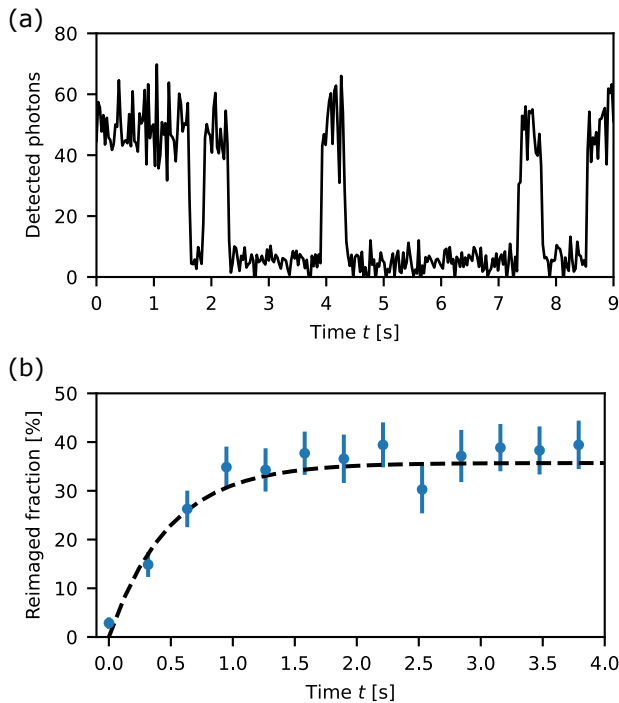 (a)
80
60
40
20
0
Detected photons
0 1 2 3 4 5 6 7 8 9
Time t [s]
(b)
50
40
30
20
10
0
Reimaged fraction [%]
0.0 0.5 1.0 1.5 2.0 2.5 3.0 3.5 4.0
Time t [s]